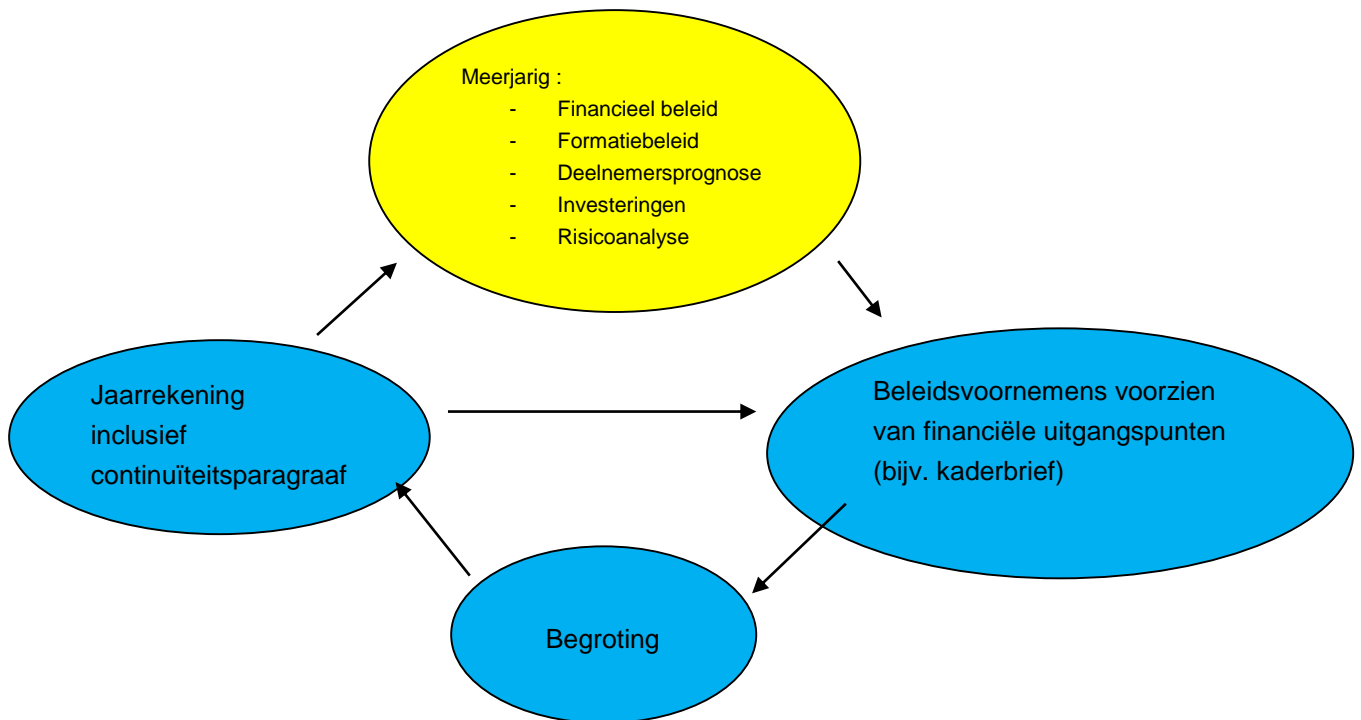 Meerjarig :
- Financieel beleid
- Formatiebeleid
- Deelnemersprognose
- Investeringen
- Risicoanalyse
Jaarrekening
inclusief
continuïteitsparagraaf
Beleidsvoornemens voorzien
van financiële uitgangspunten
(bijv. kaderbrief)
Begroting